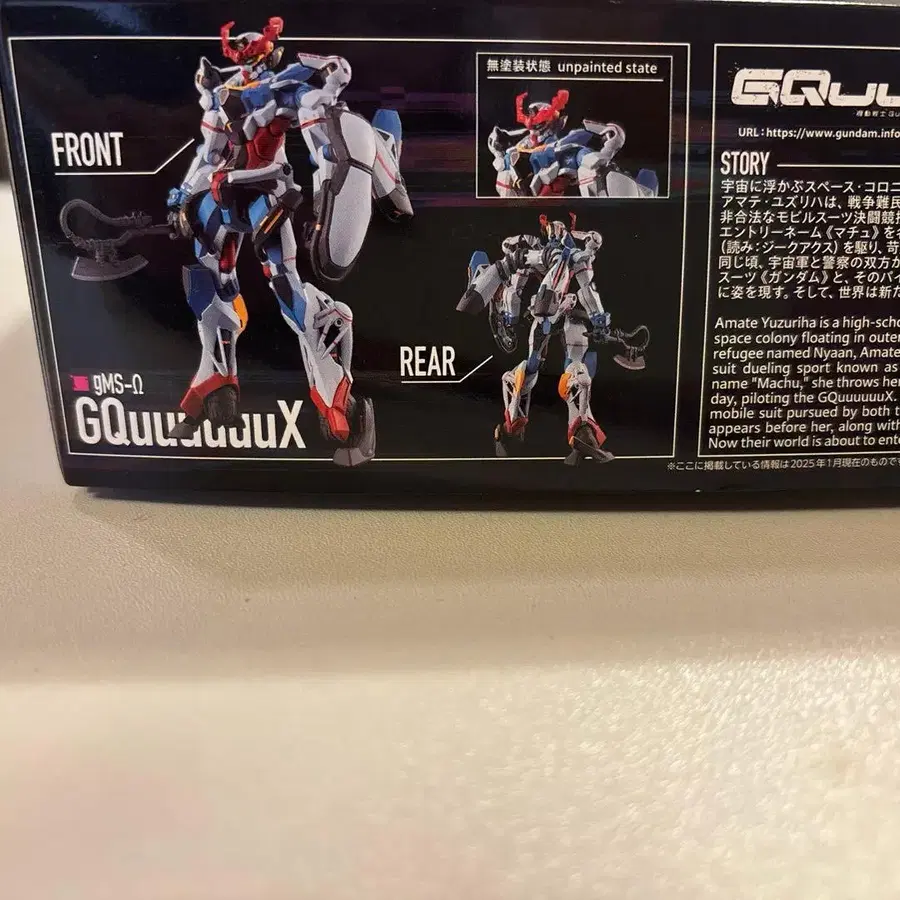 FRONT
無塗装状態 unpainted state
REAR
gMS-Ω
GQuuuuuuX
GQuu
機動戦士 Gu
URL : https://www.gundam.info
STORY
宇宙に浮かぶスペース・コロニ
アマテ・ユズリハは、戦争難民
非合法なモビルスーツ決闘競技
エントリーネーム《マチュ》を名
(読み:ジークアクス)を駆り、苛
同じ頃、宇宙軍と警察の双方か
スーツ《ガンダム》と、そのパイ
に姿を現す。そして、世界は新た
Amate Yuzuriha is a high-scho
space colony floating in outer
refugee named Nyaan, Amate
suit dueling sport known as
name "Machu," she throws her
day, piloting the GQuuuuuuX.
mobile suit pursued by both t
appears before her, along with
Now their world is about to ente
※ここに掲載している情報は2025年1月現在のものです